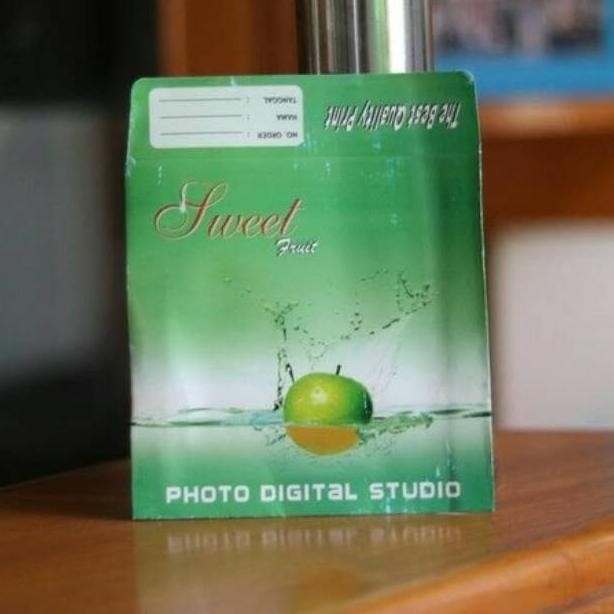 The Best Quality Print
NO. ORDER :
NAMA :
TANGGAL :
Sweet
Fruit
PHOTO DIGITAL STUDIO